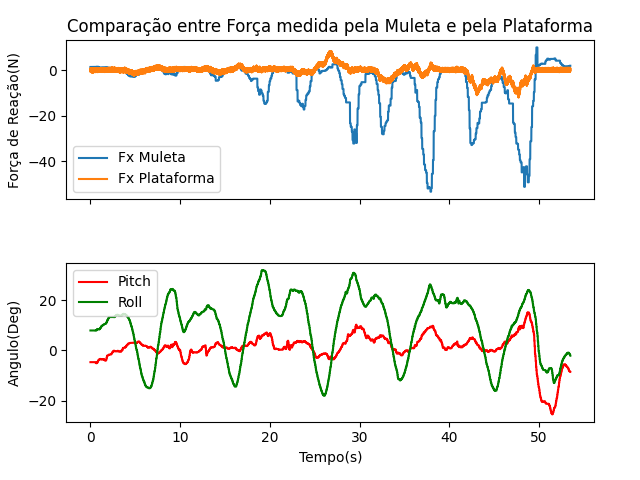 Comparação entre Força medida pela Muleta e pela Plataforma
Força de Reação(N)
0
−20
−40
Fx Muleta
Fx Plataforma
Angulo(Deg)
20
0
−20
Pitch
Roll
0 10 20 30 40 50
Tempo(s)